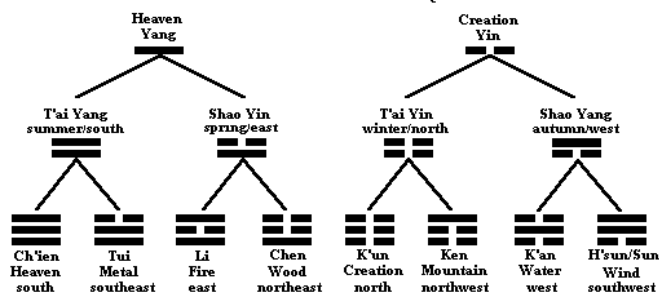 Heaven
Yang
Creation
Yin
T'ai Yang
summer/south
Shao Yin
spring/east
T'ai Yin
winter/north
Shao Yang
autumn/west
Ch'ien
Heaven
south
Tui
Metal
southeast
Li
Fire
east
Chen
Wood
northeast
K'un
Creation
north
Ken
Mountain
northwest
K'an
Water
west
H'sun/Sun
Wind
southwest